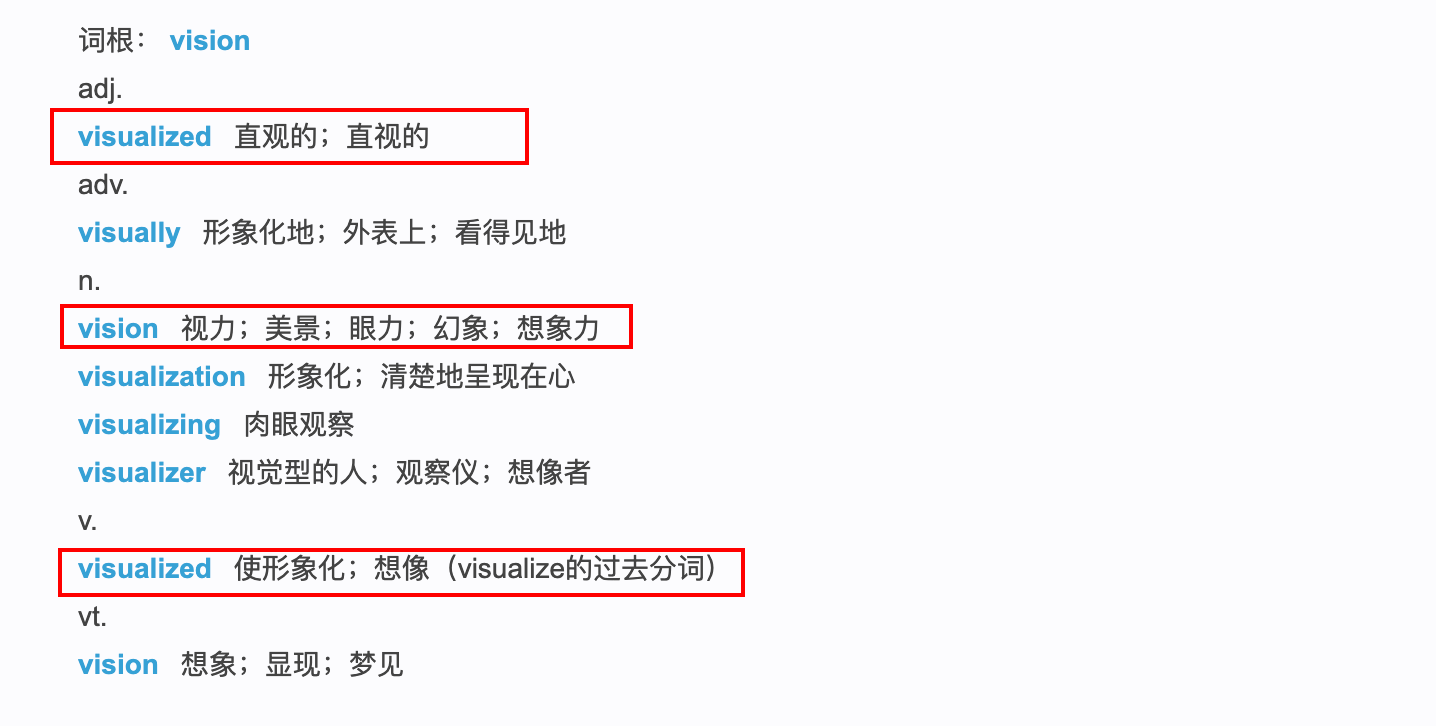 词根： vision
adj.
visualized 直观的；直视的
adv.
visually 形象化地；外表上；看得见地
n.
vision 视力；美景；眼力；幻象；想象力
visualization 形象化；清楚地呈现在心
visualizing 肉眼观察
visualizer 视觉型的人；观察仪；想像者
v.
visualized 使形象化；想像（visualize的过去分词）
vt.
vision 想象；显现；梦见